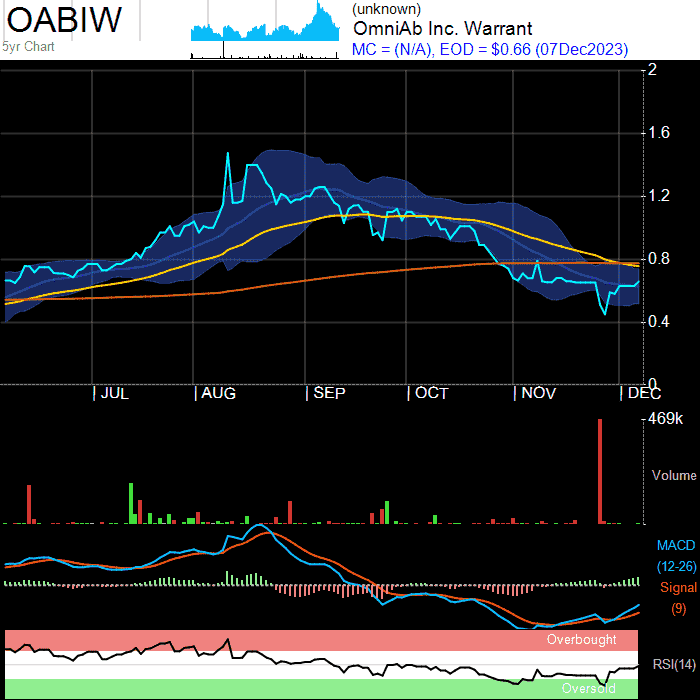 OABIW
5yr Chart
(unknown)
OmniAb Inc. Warrant
MC = (N/A), EOD = $0.66 (07Dec2023)
2
1.6
1.2
0.8
0.4
0
JUL
AUG
SEP
OCT
NOV
DEC
469k
Volume
MACD
(12-26)
Signal
(9)
Overbought
RSI(14)
Oversold